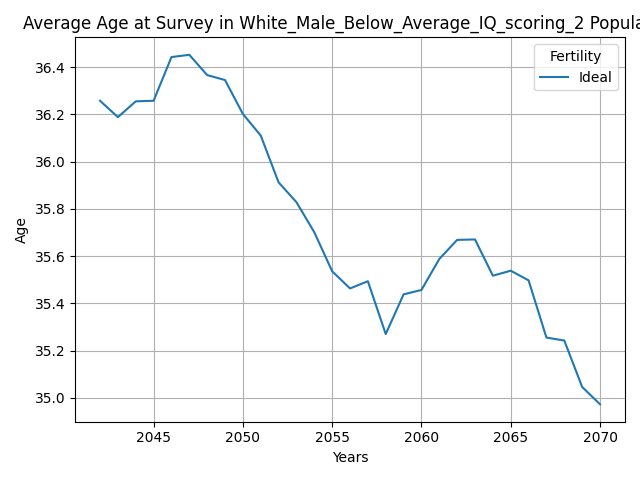 Average Age at Survey in White_Male_Below_Average_IQ_scoring_2 Popula
Fertility
Ideal
36.4
36.2
36.0
35.8
35.6
35.4
35.2
35.0
Age
2045 2050 2055 2060 2065 2070
Years